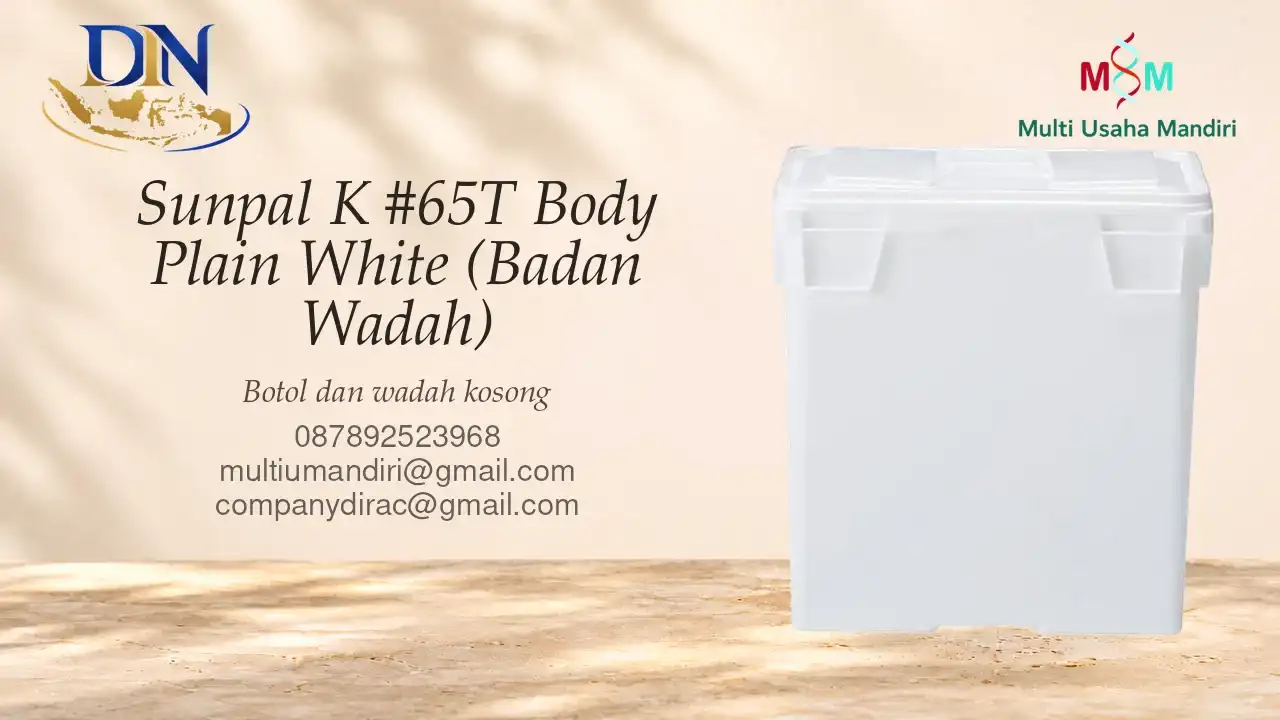 DIN
M M
Multi Usaha Mandiri
Sunpal K #65T Body
Plain White (Badan
Wadah)
Botol dan wadah kosong
087892523968
multiumandiri@gmail.com
companydirac@gmail.com